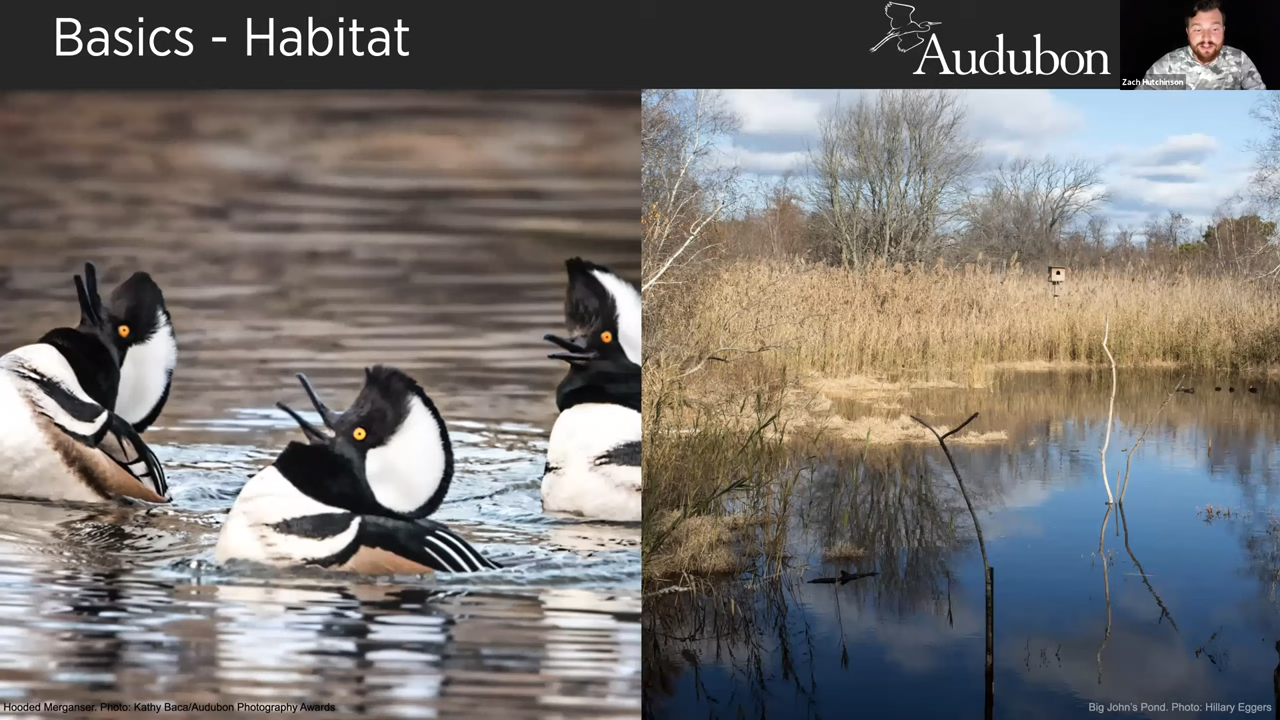 Basics - Habitat
Audubon
Zach Hutchinson
Hooded Merganser. Photo: Kathy Baca/Audubon Photography Awards
Big John's Pond. Photo: Hillary Eggers